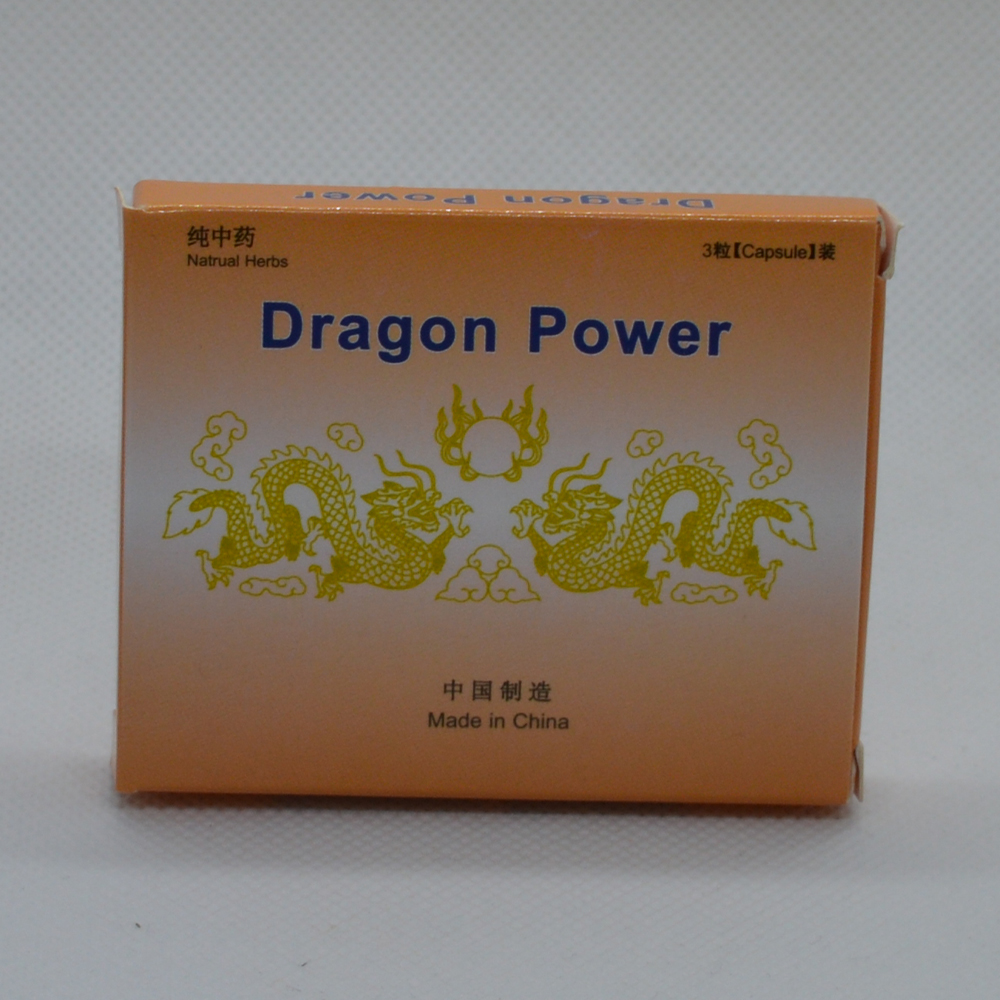 Dragon Power
纯中药
Natrual Herbs
3粒【Capsule】装
Dragon Power
中国制造
Made in China